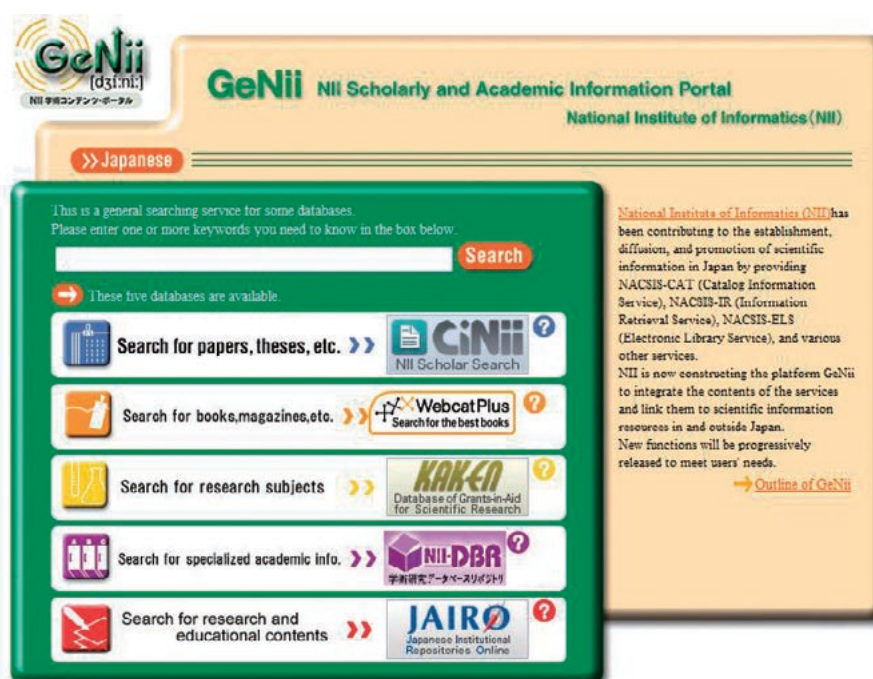 GeNii
[dʒí:ni:]
NII 学術コンテンツ・ポータル
GeNii NII Scholarly and Academic Information Portal
National Institute of Informatics(NII)
>>Japanese
This is a general searching service for some databases.
Please enter one or more keywords you need to know in the box below.
Search
These five databases are available.
Search for papers, theses, etc. >>
CiNii
NII Scholar Search
?
Search for books,magazines,etc. >>
WebcatPlus
Search for the best books
?
Search for research subjects >>
KAKEN
Database of Grants-in-Aid
for Scientific Research
?
Search for specialized academic info. >>
NII-DBR
学術研究データベースリポジトリ
?
Search for research and
educational contents >>
JAIRO
Japanese Institutional
Repositories Online
?
National Institute of Informatics (NII)has
been contributing to the establishment,
diffusion, and promotion of scientific
information in Japan by providing
NACSIS-CAT (Catalog Information
Service), NACSIS-IR (Information
Retrieval Service), NACSIS-ELS
(Electronic Library Service), and various
other services.
NII is now constructing the platform GeNii
to integrate the contents of the services
and link them to scientific information
resources in and outside Japan.
New functions will be progressively
released to meet users' needs.
Outline of GeNii